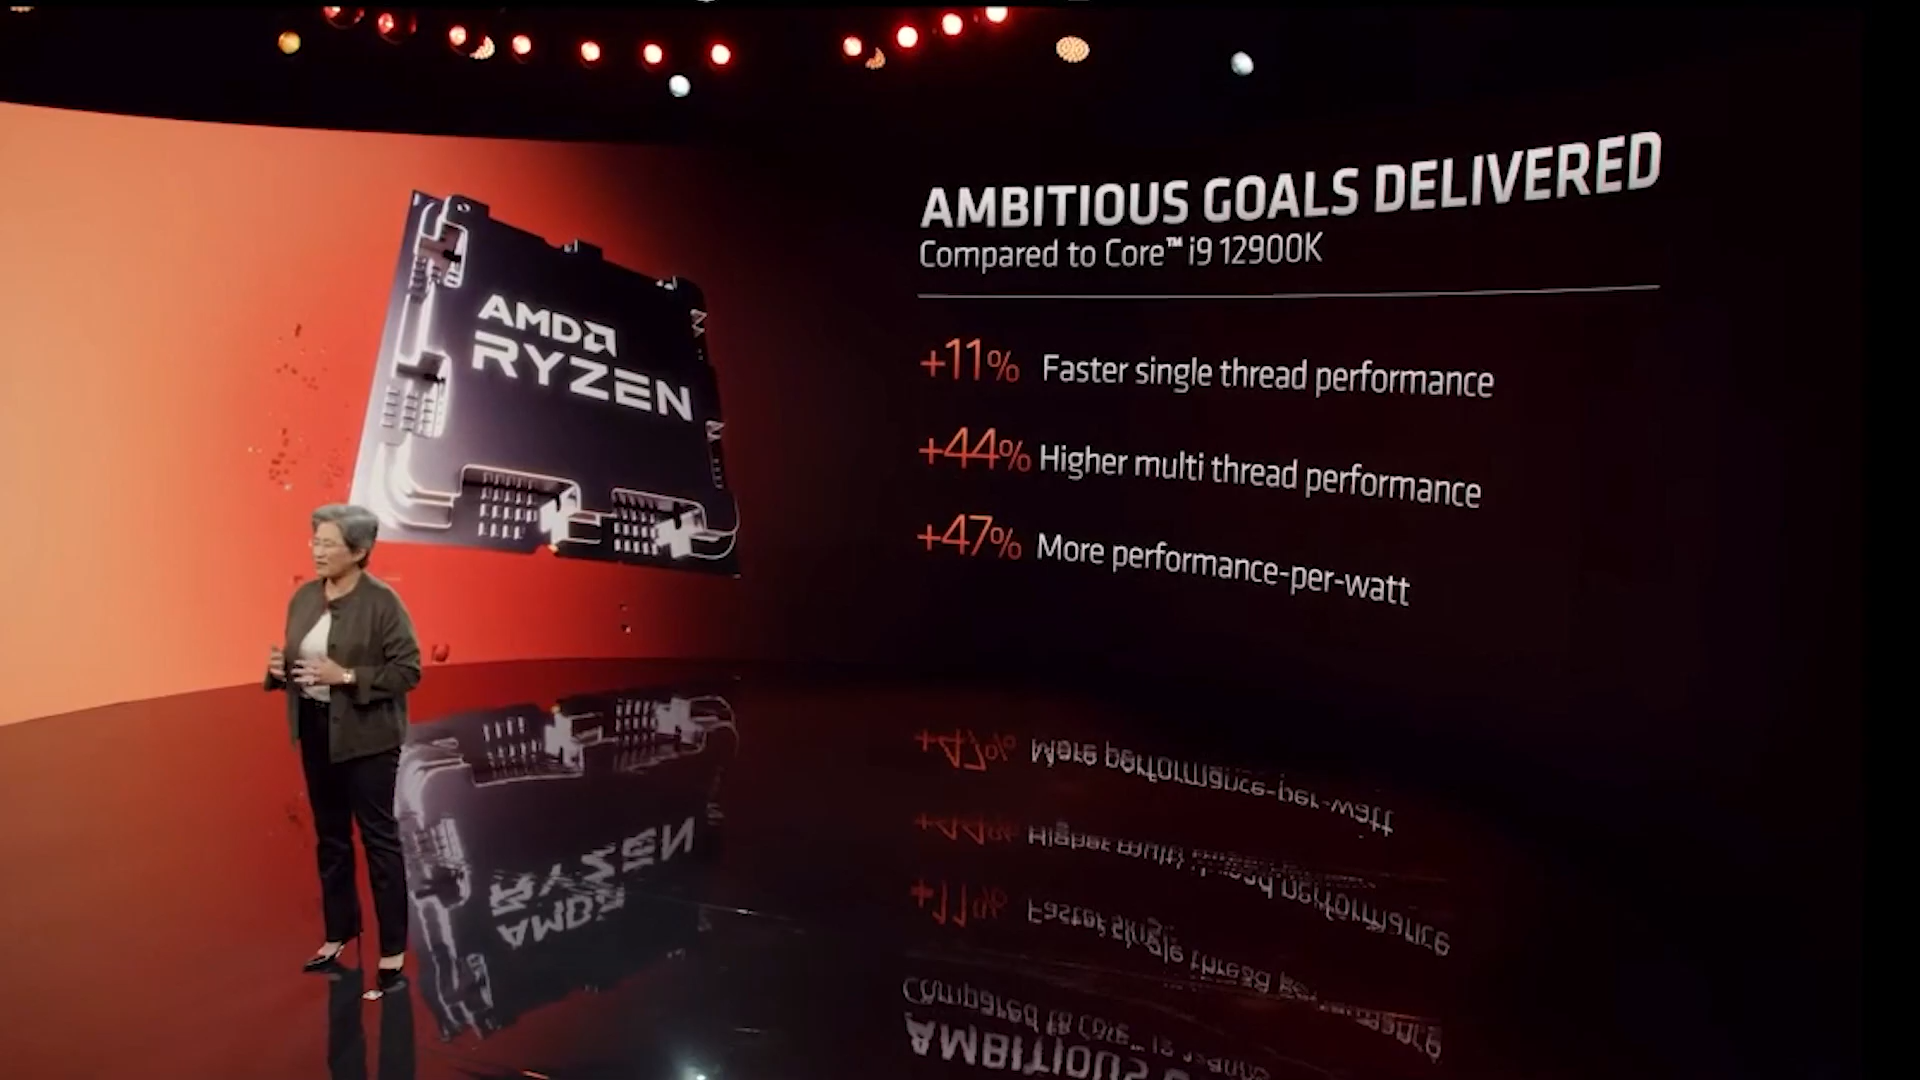 AMBITIOUS GOALS DELIVERED
Compared to Core™ i9 12900K
+11% Faster single thread performance
+44% Higher multi thread performance
+47% More performance-per-watt
AMD
RYZEN